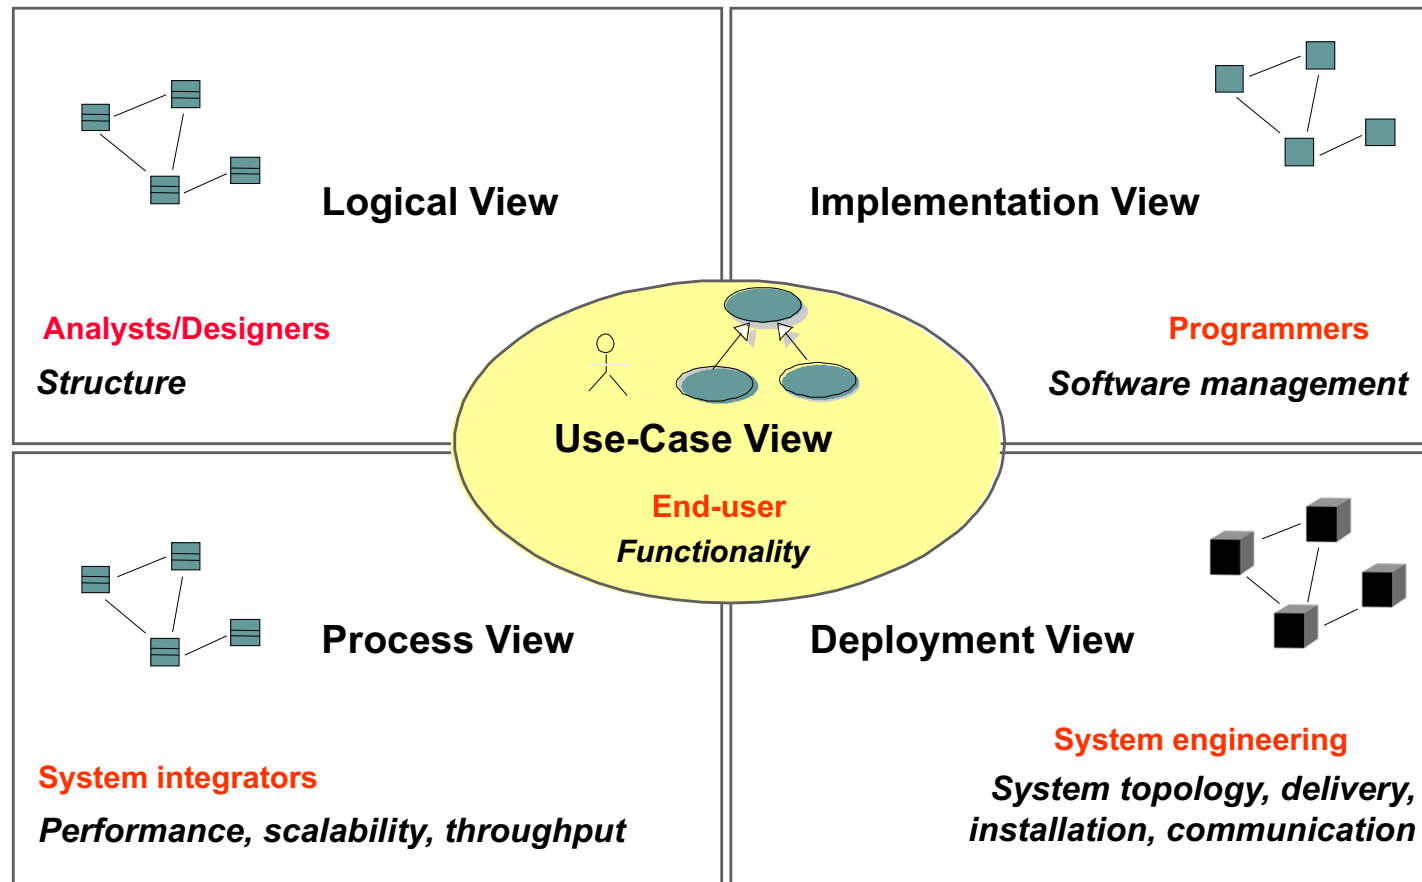 Logical View
Analysts/Designers
Structure
Implementation View
Programmers
Software management
Use-Case View
End-user
Functionality
Process View
System integrators
Performance, scalability, throughput
Deployment View
System engineering
System topology, delivery,
installation, communication